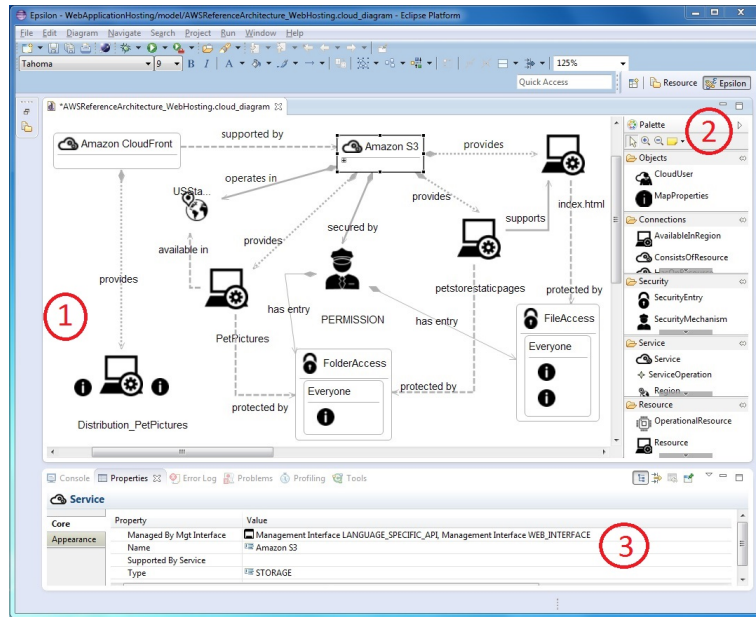 Epsilon - WebApplicationHosting/model/AWSReferenceArchitecture_WebHosting.cloud_diagram - Eclipse Platform
File Edit Diagram Navigate Search Project Run Window Help
Tahoma 9 B I A 125%
Quick Access Resource Epsilon
*AWSReferenceArchitecture_WebHosting.cloud_diagram
Amazon CloudFront
supported by
Amazon S3
provides
index.html
operates in
USSta...
available in
provides
secured by
provides
supports
petstorestaticpages
provides
1
PetPictures
has entry
PERMISSION
has entry
protected by
FileAccess
Everyone
FolderAccess
Everyone
protected by
protected by
Distribution_PetPictures
Palette
2
Objects
CloudUser
MapProperties
Connections
AvailableInRegion
ConsistsOfResource
Security
SecurityEntry
SecurityMechanism
Service
Service
ServiceOperation
Region
Resource
OperationalResource
Resource
Console Properties Error Log Problems Profiling Tools
Service
Core
Appearance
Property Value
Managed By Mgt Interface Management Interface LANGUAGE_SPECIFIC_API, Management Interface WEB_INTERFACE
Name Amazon S3
Supported By Service
Type STORAGE
3